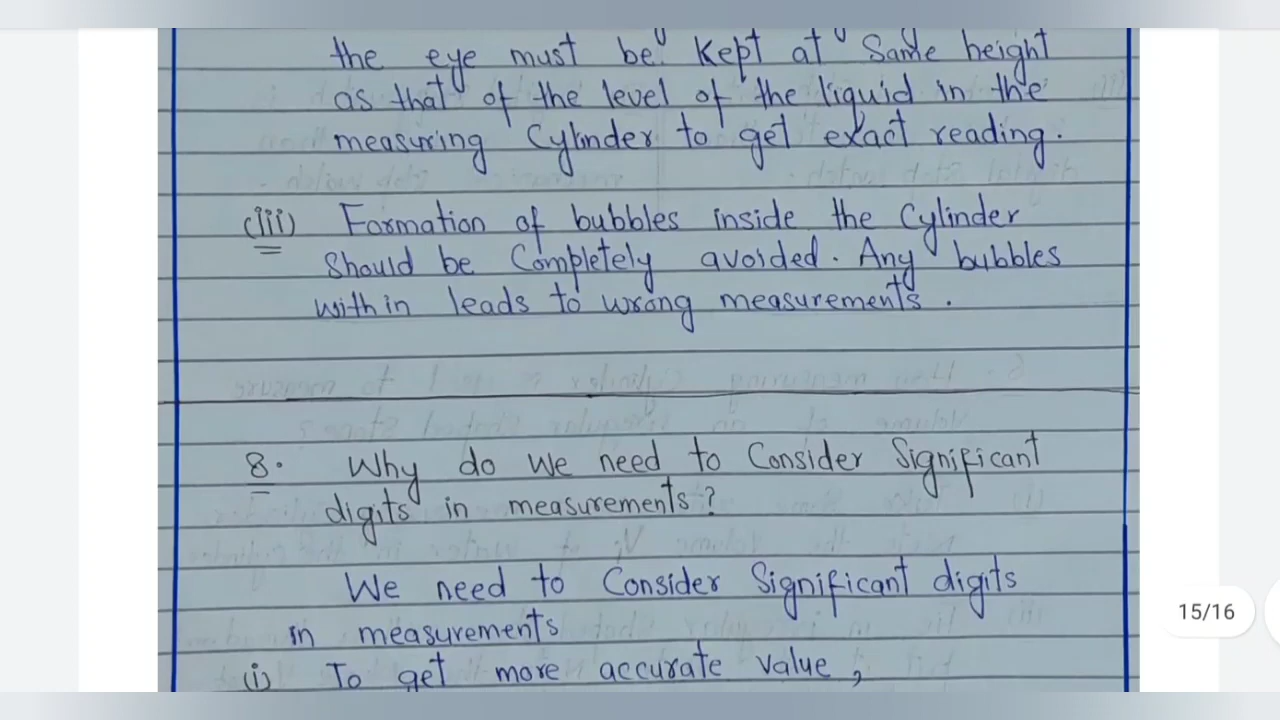 the eye must be kept at same height
as that of the level of the liquid in the
measuring Cylinder to get exact reading.
(iii) Formation of bubbles inside the Cylinder
Should be Completely avoided. Any bubbles
within leads to wrong measurements.
8. Why do we need to Consider Significant
digits in measurements?
We need to Consider Significant digits
in measurements
(i) To get more accurate value,
15/16